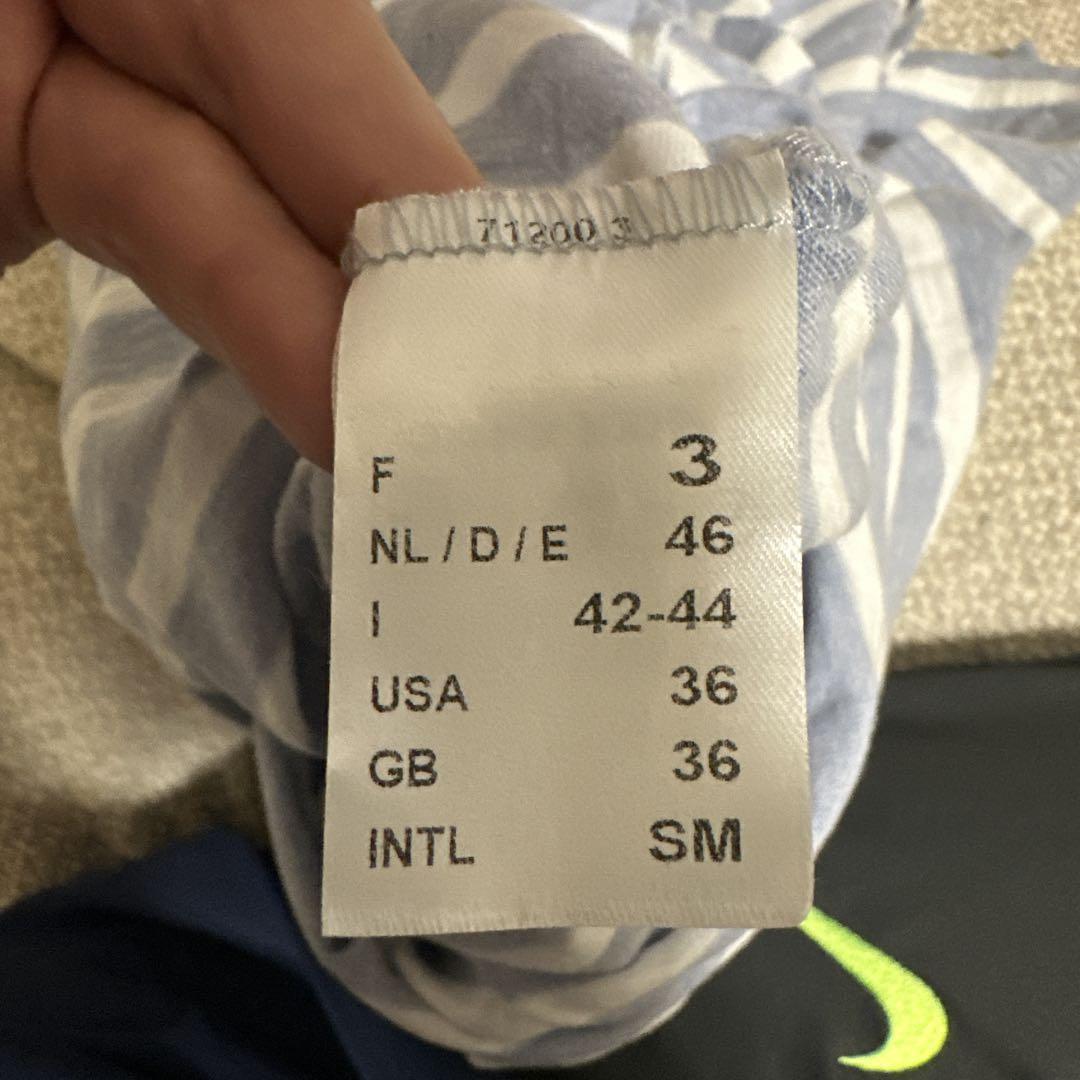 71200 3
F 3
NL / D / E 46
I 42-44
USA 36
GB 36
INTL SM